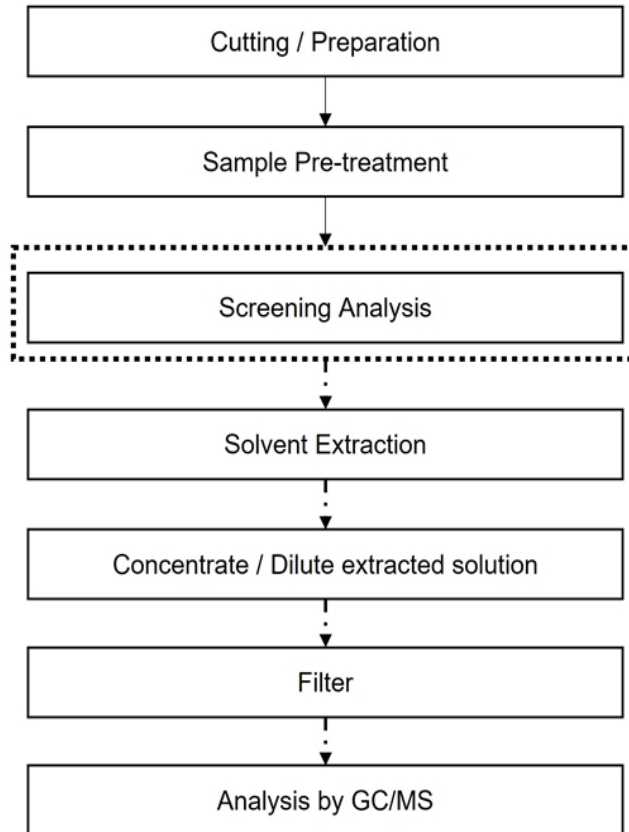 Cutting / Preparation
Sample Pre-treatment
Screening Analysis
Solvent Extraction
Concentrate / Dilute extracted solution
Filter
Analysis by GC/MS